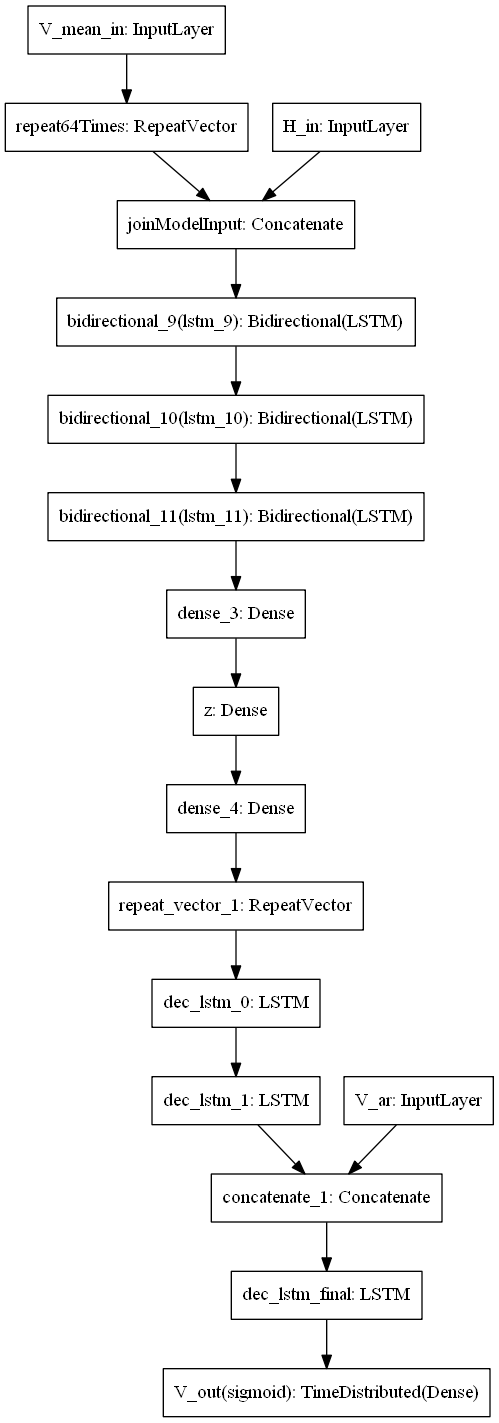 V_mean_in: InputLayer
repeat64Times: RepeatVector
H_in: InputLayer
joinModelInput: Concatenate
bidirectional_9(lstm_9): Bidirectional(LSTM)
bidirectional_10(lstm_10): Bidirectional(LSTM)
bidirectional_11(lstm_11): Bidirectional(LSTM)
dense_3: Dense
z: Dense
dense_4: Dense
repeat_vector_1: RepeatVector
dec_lstm_0: LSTM
dec_lstm_1: LSTM
V_ar: InputLayer
concatenate_1: Concatenate
dec_lstm_final: LSTM
V_out(sigmoid): TimeDistributed(Dense)